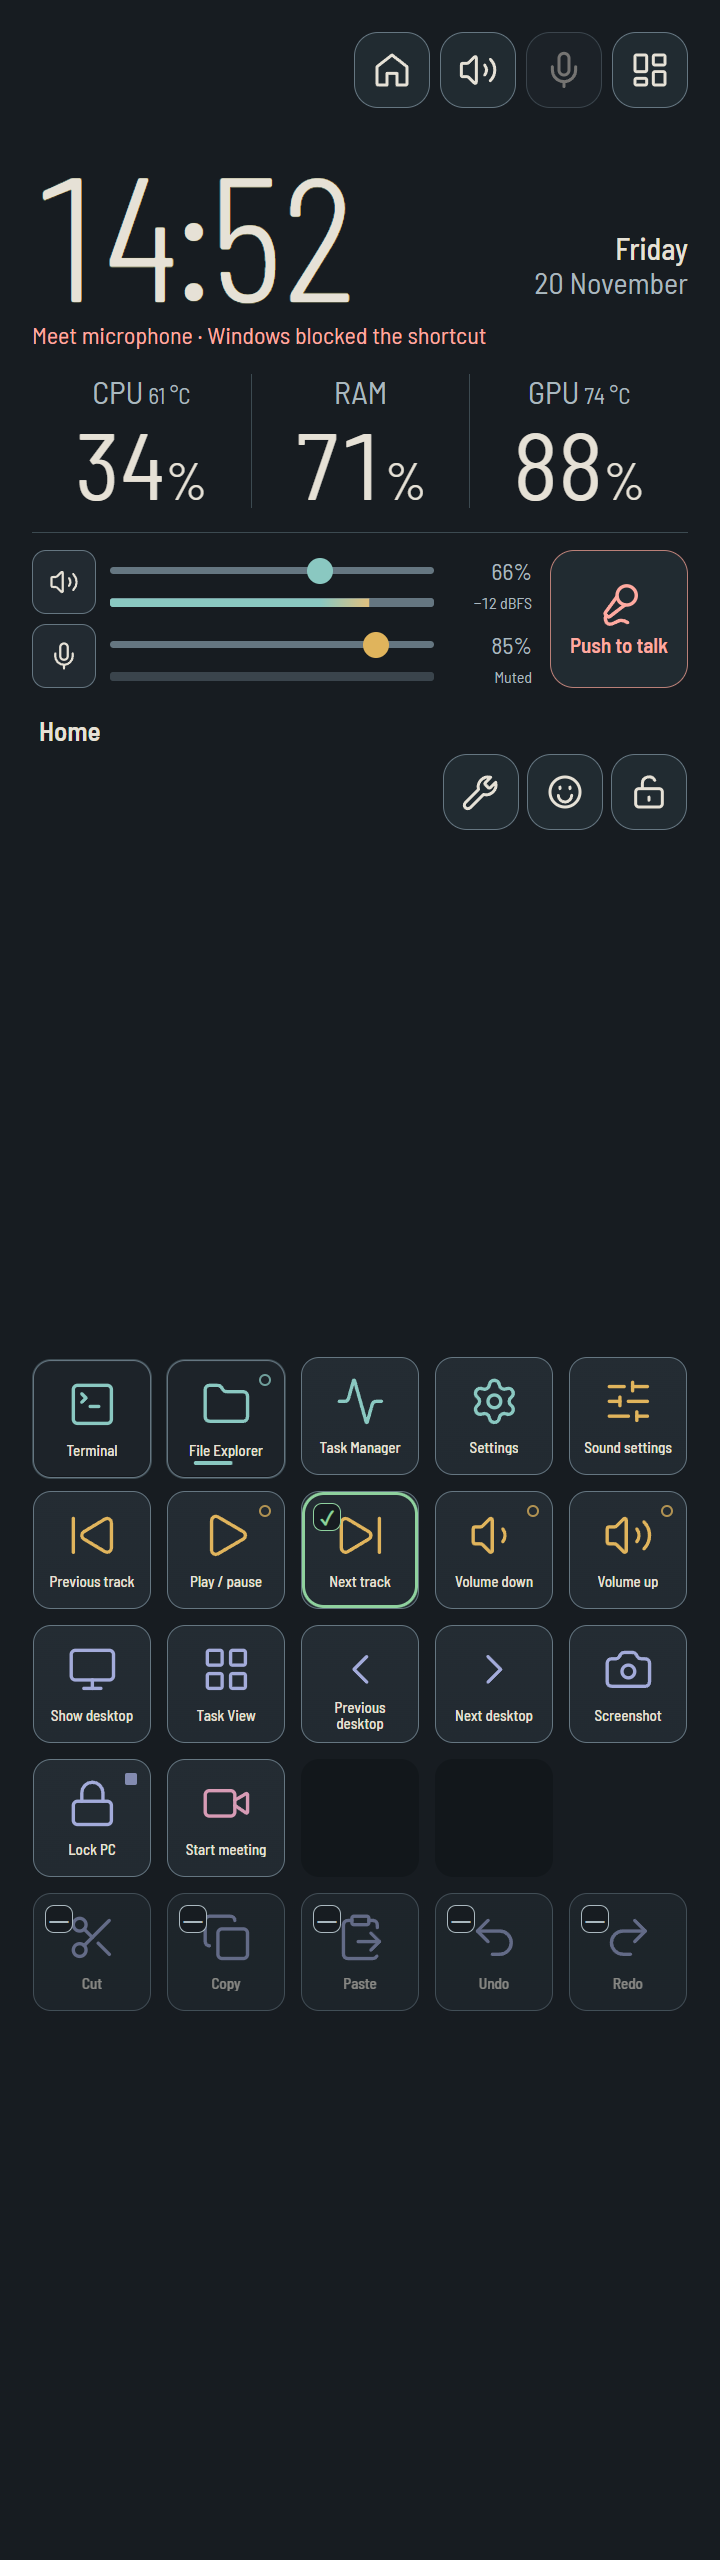 14:52
Friday
20 November
Meet microphone · Windows blocked the shortcut
CPU 61 °C
RAM
GPU 74 °C
34%
71%
88%
66%
−12 dBFS
85%
Muted
Push to talk
Home
Terminal
File Explorer
Task Manager
Settings
Sound settings
Previous track
Play / pause
Next track
Volume down
Volume up
Show desktop
Task View
Previous
desktop
Next desktop
Screenshot
Lock PC
Start meeting
Cut
Copy
Paste
Undo
Redo